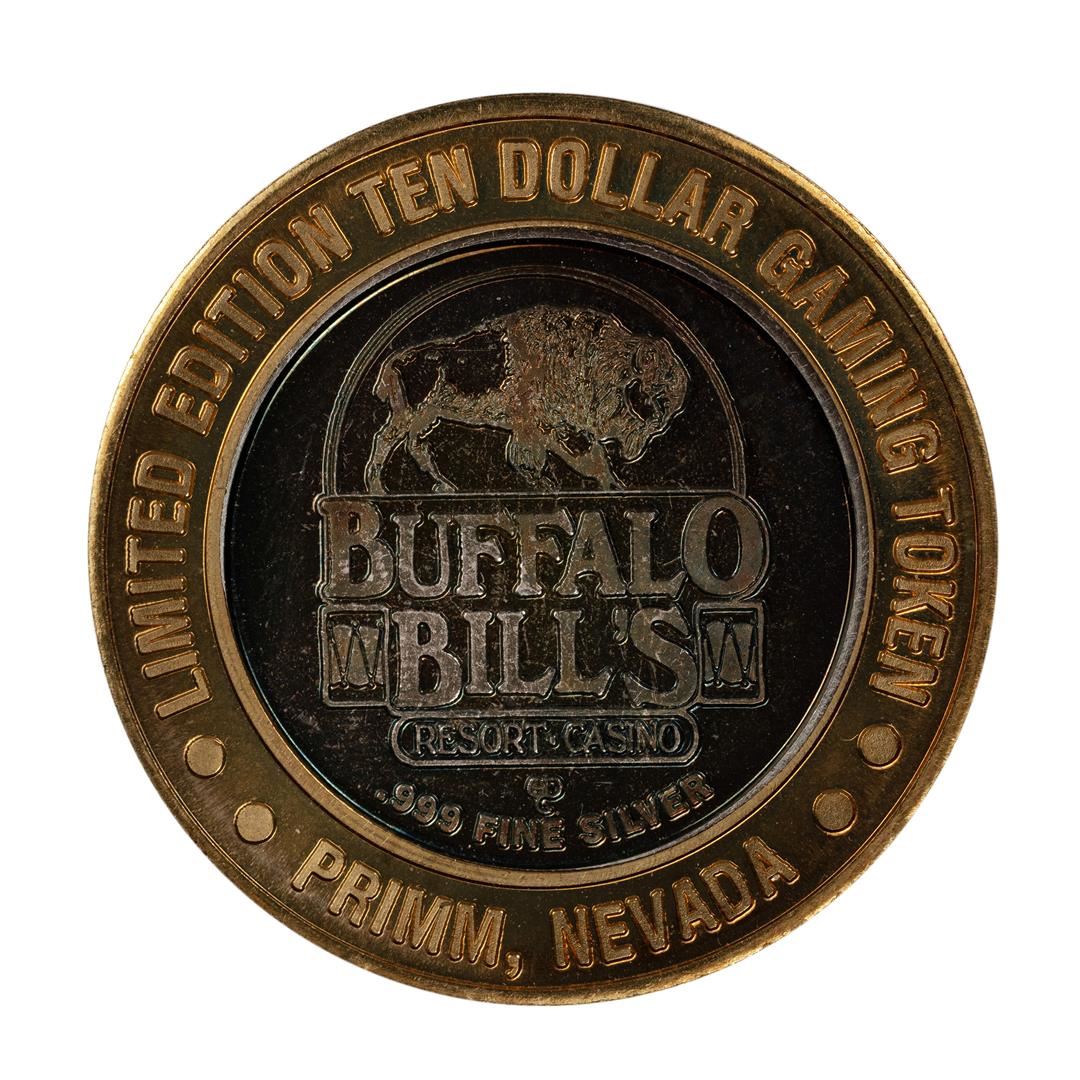 LIMITED EDITION TEN DOLLAR GAMING TOKEN
BUFFALO
BILL'S
RESORT·CASINO
.999 FINE SILVER
PRIMM, NEVADA